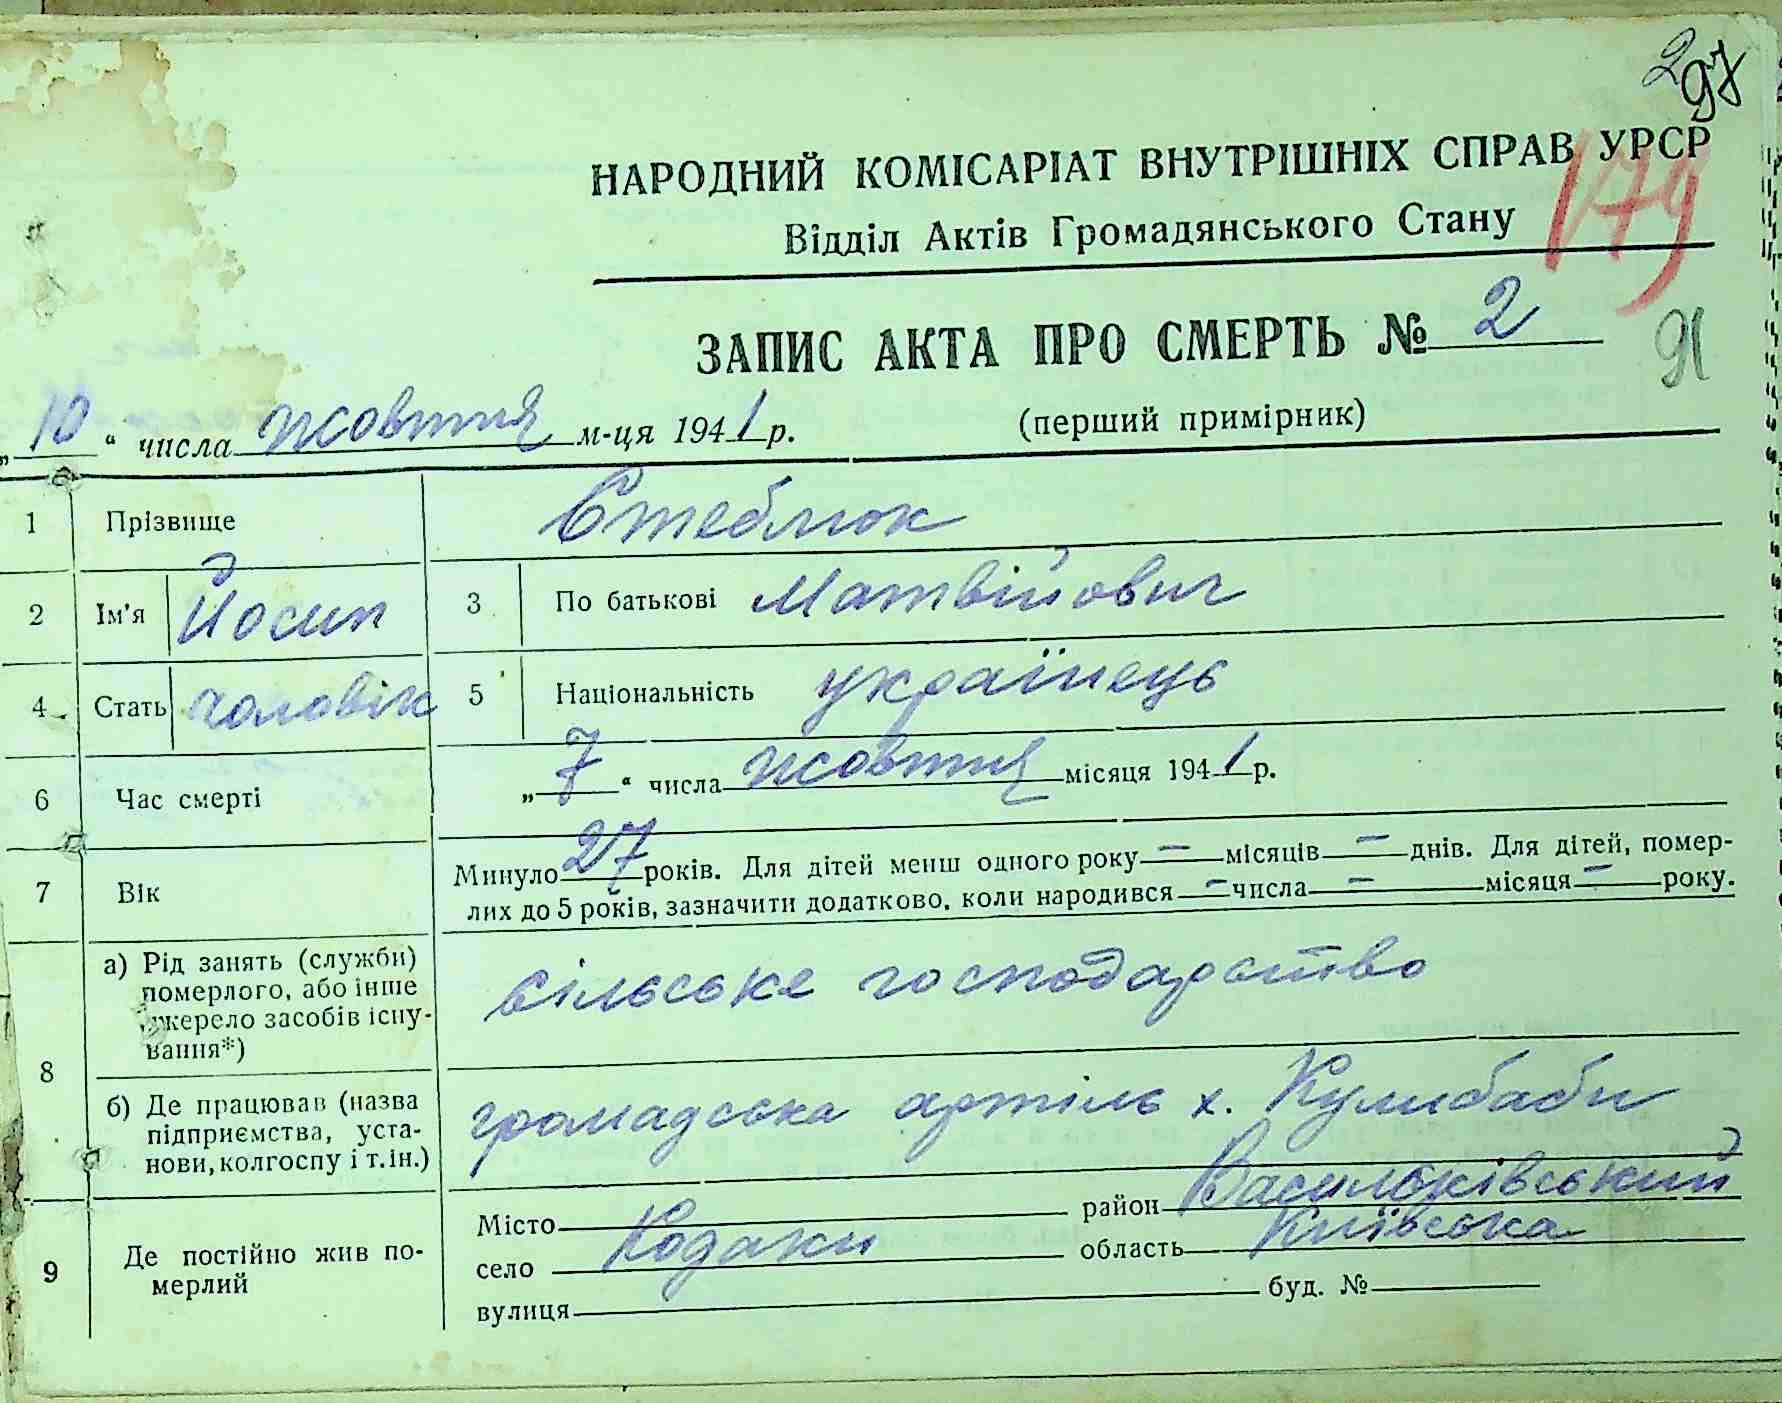 297
НАРОДНИЙ КОМІСАРІАТ ВНУТРІШНІХ СПРАВ УРСР
Відділ Актів Громадянського Стану
179
ЗАПИС АКТА ПРО СМЕРТЬ № 2
91
„10“ числа жовтня м-ця 1941 р.
(перший примірник)
1 Прізвище Стеблюк
2 Ім'я Йосип 3 По батькові Матвійович
4 Стать чоловік 5 Національність українець
6 Час смерті „7“ числа жовтня місяця 1941 р.
7 Вік Минуло 27 років. Для дітей менш одного року — місяців — днів. Для дітей, помер-
лих до 5 років, зазначити додатково, коли народився — числа — місяця — року.
8 а) Рід занять (служби)
померлого, або інше
джерело засобів існу-
вання*)
сільське господарство
б) Де працював (назва
підприємства, уста-
нови, колгоспу і т.ін.)
громадська артіль х. Кулибаби
9 Де постійно жив по-
мерлий
Місто район Васильківський
село Кодаки область Київська
вулиця буд. №